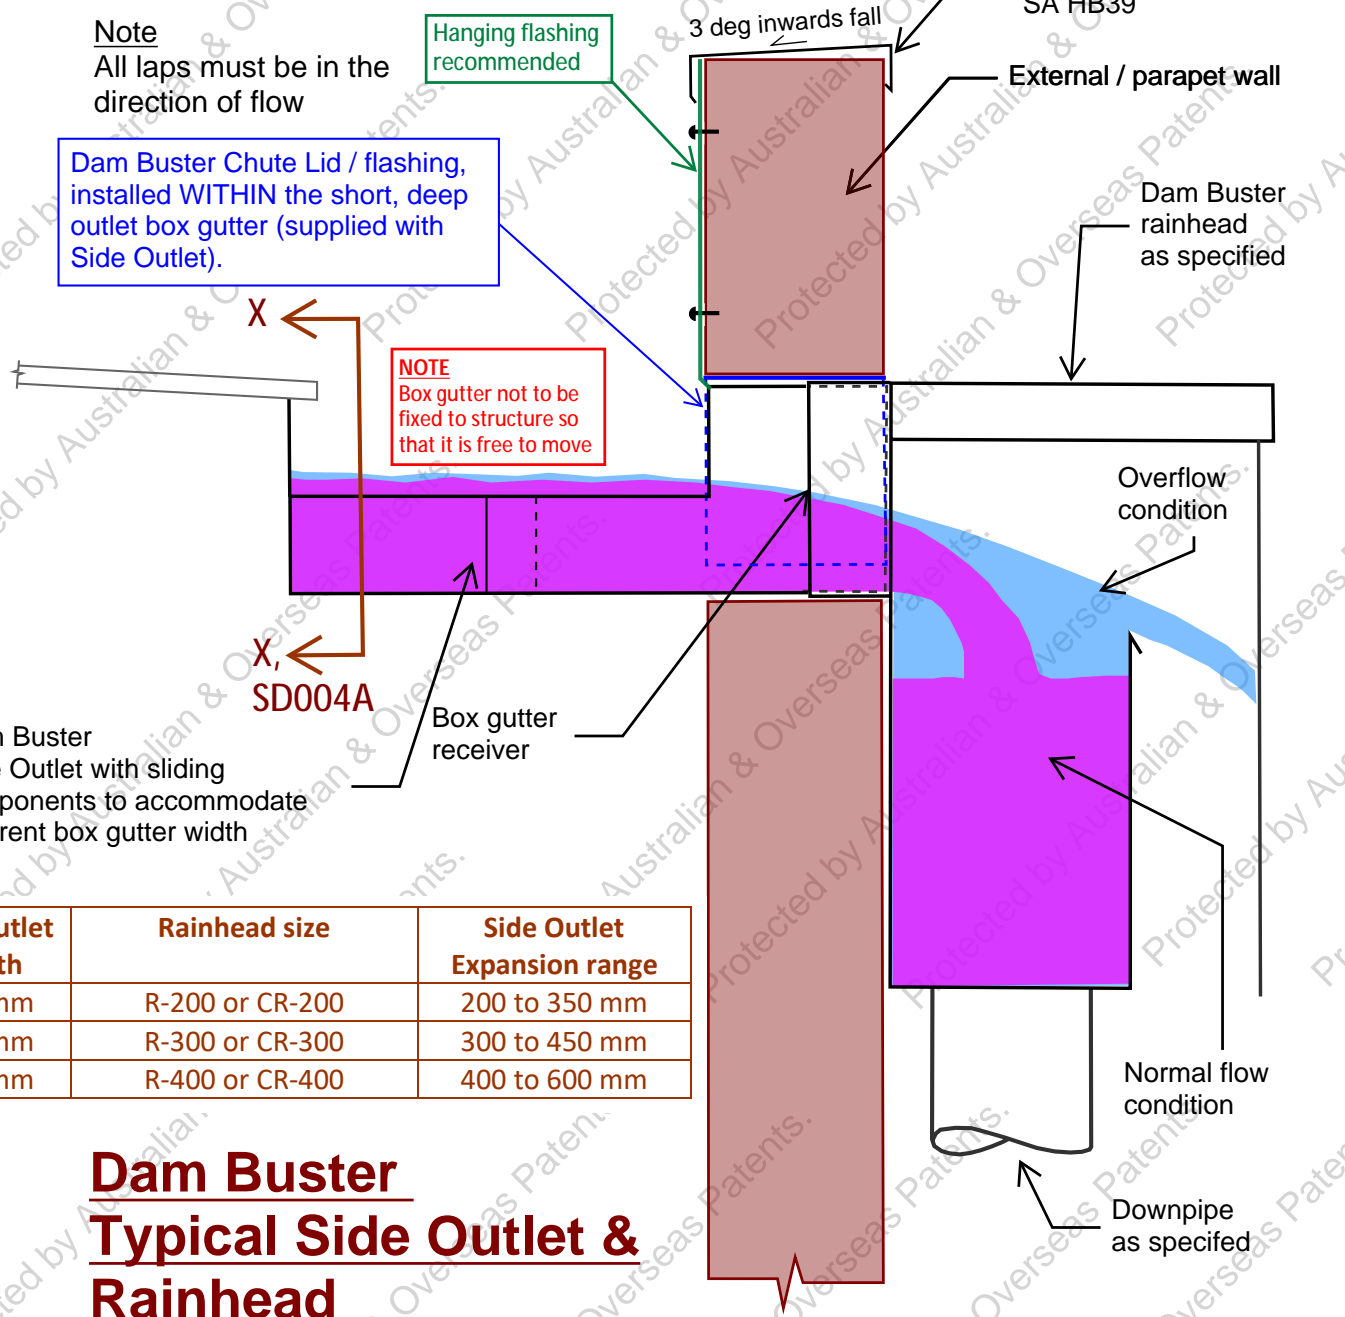 Note
All laps must be in the
direction of flow
Hanging flashing
recommended
3 deg inwards fall
SA HB39
External / parapet wall
Dam Buster Chute Lid / flashing,
installed WITHIN the short, deep
outlet box gutter (supplied with
Side Outlet).
Dam Buster
rainhead
as specified
X
NOTE
Box gutter not to be
fixed to structure so
that it is free to move
Overflow
condition
X,
SD004A
Box gutter
receiver
Buster
Outlet with sliding
ponents to accommodate
rent box gutter width
utlet
th
Rainhead size
Side Outlet
Expansion range
mm
R-200 or CR-200
200 to 350 mm
mm
R-300 or CR-300
300 to 450 mm
mm
R-400 or CR-400
400 to 600 mm
Normal flow
condition
Downpipe
as specifed
Dam Buster
Typical Side Outlet &
Rainhead
Protected by Australian & Overseas Patents.